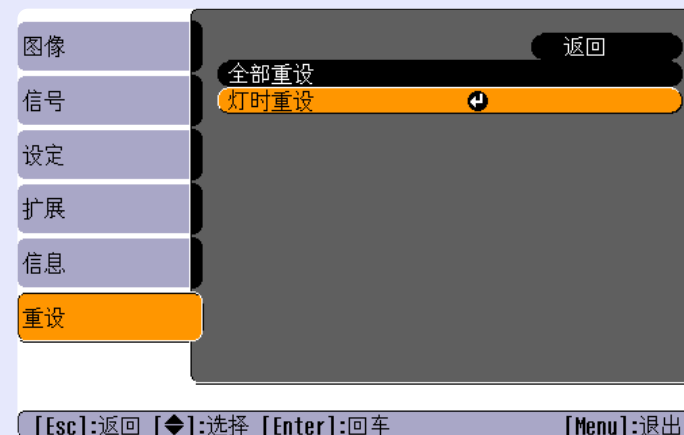 图像
信号
设定
扩展
信息
重设
返回
全部重设
灯时重设
[Esc]:返回 [◆]:选择 [Enter]:回车 [Menu]:退出